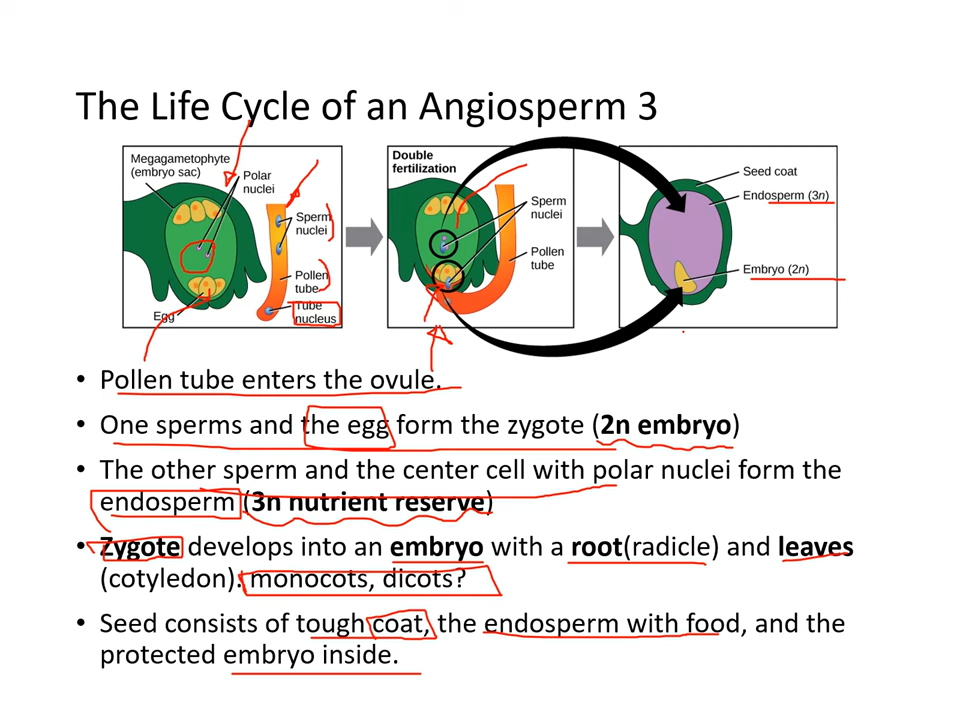 The Life Cycle of an Angiosperm 3
Megagametophyte
(embryo sac)
Polar
nuclei
Sperm
nuclei
Pollen
tube
Tube
nucleus
Egg
Double
fertilization
Sperm
nuclei
Pollen
tube
Seed coat
Endosperm (3n)
Embryo (2n)
• Pollen tube enters the ovule.
• One sperms and the egg form the zygote (2n embryo)
• The other sperm and the center cell with polar nuclei form the
endosperm (3n nutrient reserve)
• Zygote develops into an embryo with a root(radicle) and leaves
(cotyledon). monocots, dicots?
• Seed consists of tough coat, the endosperm with food, and the
protected embryo inside.